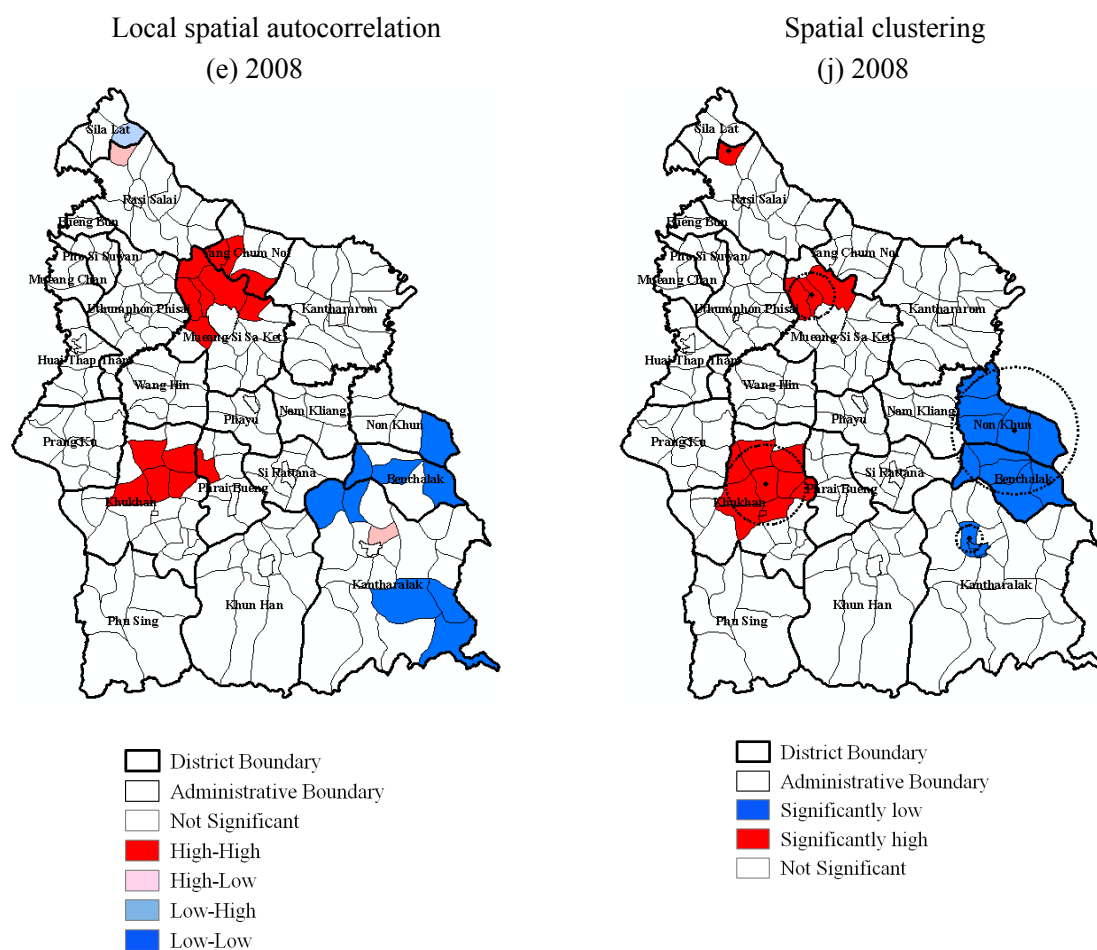 Local spatial autocorrelation
(e) 2008
Sila Lat
Rasi Salai
Bueng Bun
Yang Chum Noi
Pho Si Suwan
Mueang Chan
Uthumphon Phisai
Kanthararom
Mueang Si Sa Ket
Huai Thap Than
Wang Hin
Nam Kliang
Phayu
Non Khun
Prang Ku
Si Rattana
Benchalak
Khukhan
Phrai Bueng
Kantharalak
Khun Han
Phu Sing
District Boundary
Administrative Boundary
Not Significant
High-High
High-Low
Low-High
Low-Low
Spatial clustering
(j) 2008
Sila Lat
Rasi Salai
Bueng Bun
Yang Chum Noi
Pho Si Suwan
Mueang Chan
Uthumphon Phisai
Kanthararom
Mueang Si Sa Ket
Huai Thap Than
Wang Hin
Nam Kliang
Phayu
Non Khun
Prang Ku
Si Rattana
Benchalak
Khukhan
Phrai Bueng
Kantharalak
Khun Han
Phu Sing
District Boundary
Administrative Boundary
Significantly low
Significantly high
Not Significant